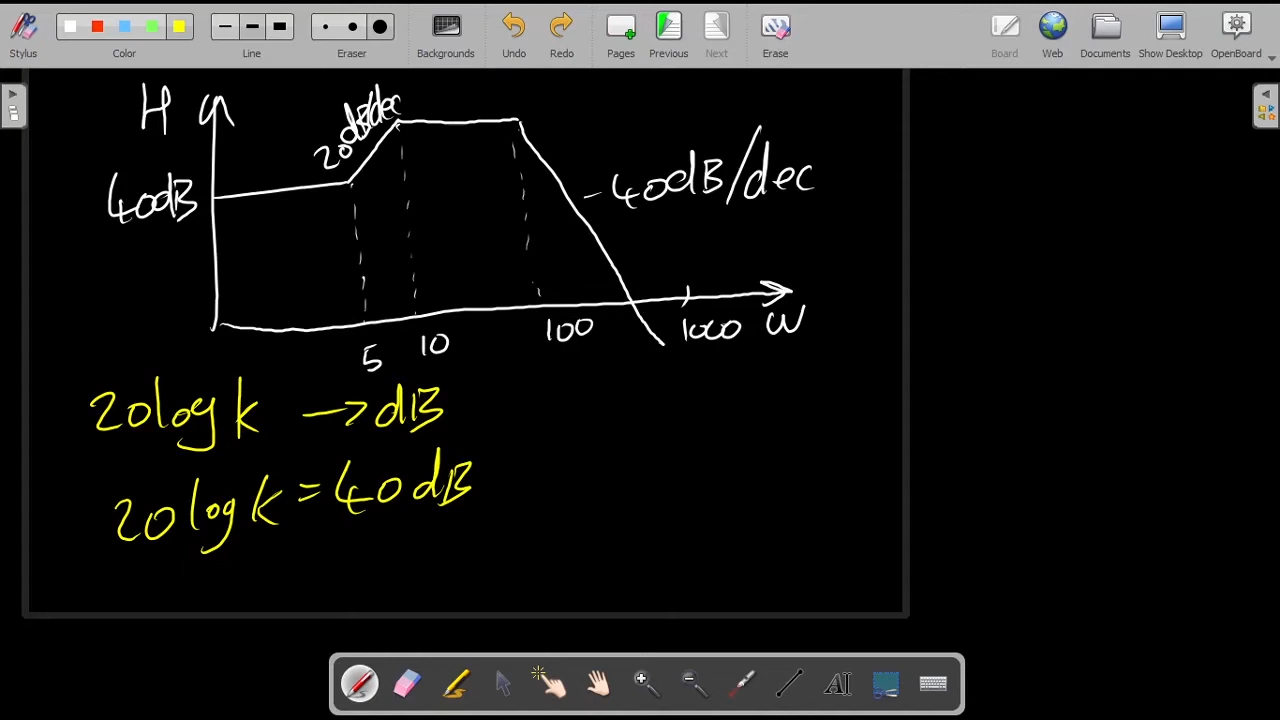 Stylus Color Line Eraser Backgrounds Undo Redo Pages Previous Next Erase Board Web Documents Show Desktop OpenBoard
H
20dB/dec
40dB
-40dB/dec
5 10 100 1000 W
20log k → dB
20log k = 40dB
AI